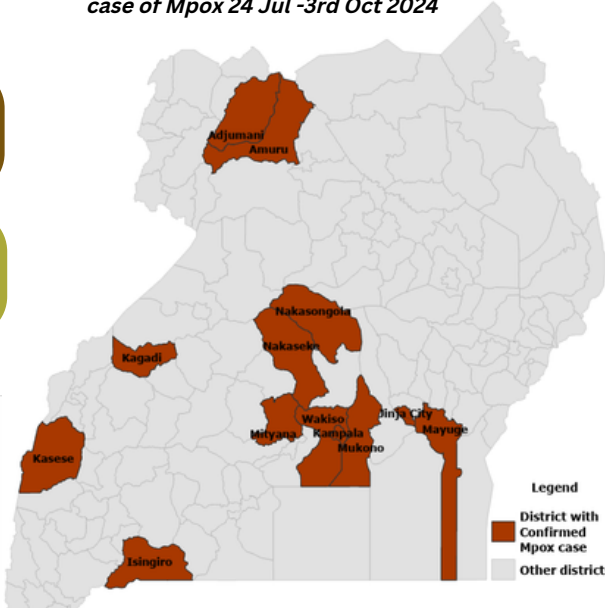 case of Mpox 24 Jul -3rd Oct 2024
Adjumani
Amuru
Nakasongola
Nakaseke
Kagadi
Wakiso
Jinja City
Mityana
Kampala
Mayuge
Mukono
Kasese
Isingiro
Legend
District with
Confirmed
Mpox case
Other district